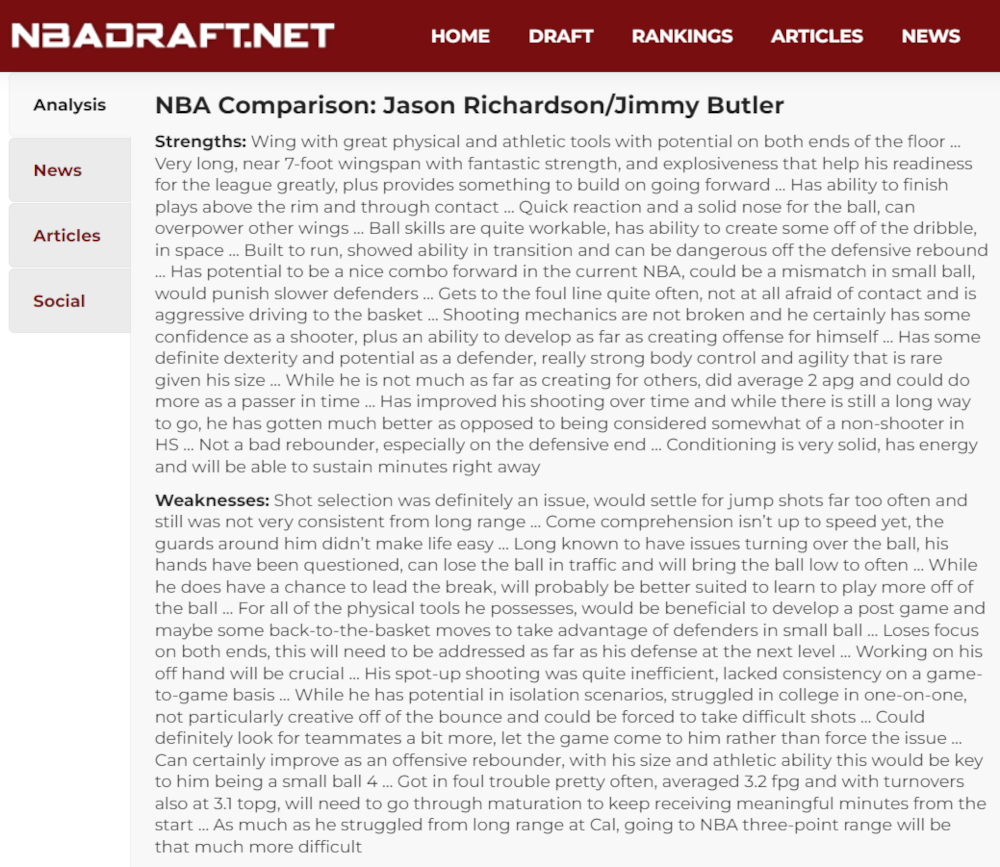 NBADRAFT.NET
HOME DRAFT RANKINGS ARTICLES NEWS
Analysis
News
Articles
Social
NBA Comparison: Jason Richardson/Jimmy Butler
Strengths: Wing with great physical and athletic tools with potential on both ends of the floor ...
Very long, near 7-foot wingspan with fantastic strength, and explosiveness that help his readiness
for the league greatly, plus provides something to build on going forward ... Has ability to finish
plays above the rim and through contact ... Quick reaction and a solid nose for the ball, can
overpower other wings ... Ball skills are quite workable, has ability to create some off of the dribble,
in space ... Built to run, showed ability in transition and can be dangerous off the defensive rebound
... Has potential to be a nice combo forward in the current NBA, could be a mismatch in small ball,
would punish slower defenders ... Gets to the foul line quite often, not at all afraid of contact and is
aggressive driving to the basket ... Shooting mechanics are not broken and he certainly has some
confidence as a shooter, plus an ability to develop as far as creating offense for himself ... Has some
definite dexterity and potential as a defender, really strong body control and agility that is rare
given his size ... While he is not much as far as creating for others, did average 2 apg and could do
more as a passer in time ... Has improved his shooting over time and while there is still a long way
to go, he has gotten much better as opposed to being considered somewhat of a non-shooter in
HS ... Not a bad rebounder, especially on the defensive end ... Conditioning is very solid, has energy
and will be able to sustain minutes right away
Weaknesses: Shot selection was definitely an issue, would settle for jump shots far too often and
still was not very consistent from long range ... Come comprehension isn't up to speed yet, the
guards around him didn't make life easy ... Long known to have issues turning over the ball, his
hands have been questioned, can lose the ball in traffic and will bring the ball low to often ... While
he does have a chance to lead the break, will probably be better suited to learn to play more off of
the ball ... For all of the physical tools he possesses, would be beneficial to develop a post game and
maybe some back-to-the-basket moves to take advantage of defenders in small ball ... Loses focus
on both ends, this will need to be addressed as far as his defense at the next level ... Working on his
off hand will be crucial ... His spot-up shooting was quite inefficient, lacked consistency on a game-
to-game basis ... While he has potential in isolation scenarios, struggled in college in one-on-one,
not particularly creative off of the bounce and could be forced to take difficult shots ... Could
definitely look for teammates a bit more, let the game come to him rather than force the issue ...
Can certainly improve as an offensive rebounder, with his size and athletic ability this would be key
to him being a small ball 4 ... Got in foul trouble pretty often, averaged 3.2 fpg and with turnovers
also at 3.1 topg, will need to go through maturation to keep receiving meaningful minutes from the
start ... As much as he struggled from long range at Cal, going to NBA three-point range will be
that much more difficult